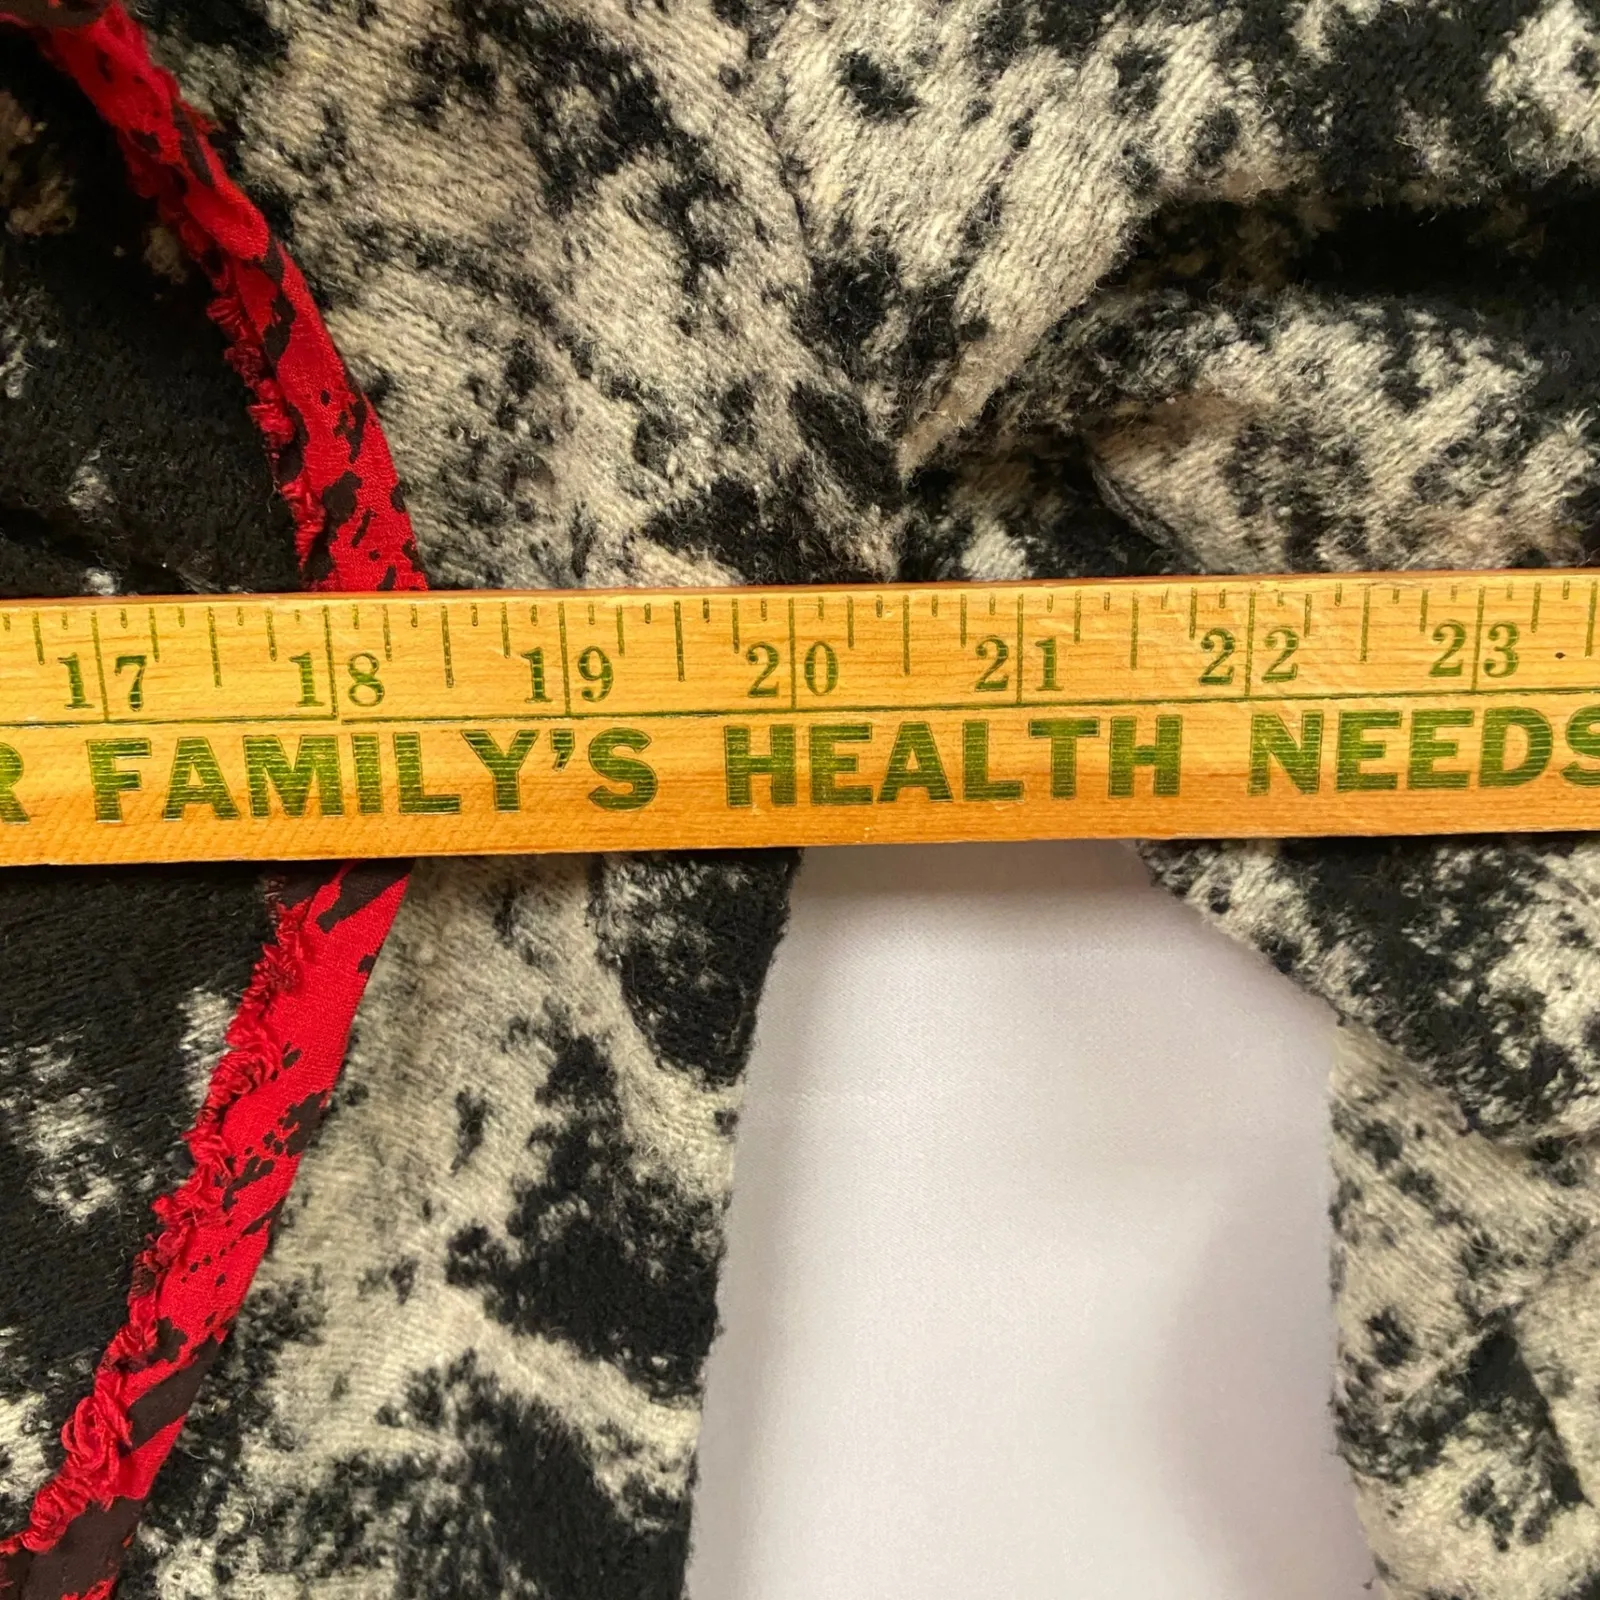 17 18 19 20 21 22 23
R FAMILY'S HEALTH NEEDS